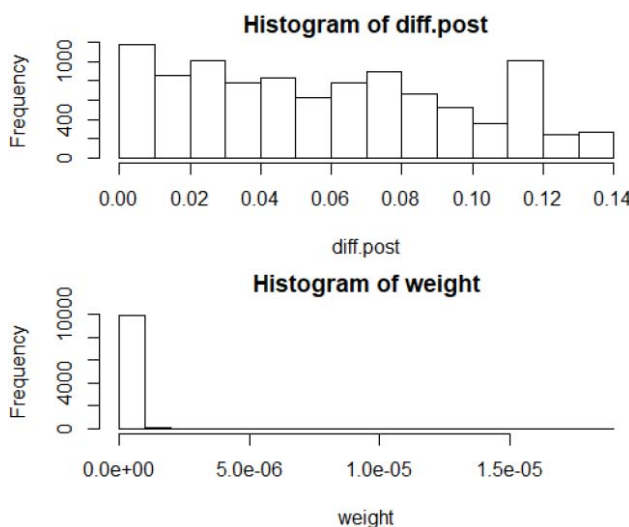 Histogram of diff.post
Frequency
0 400 1000
0.00 0.02 0.04 0.06 0.08 0.10 0.12 0.14
diff.post
Histogram of weight
Frequency
0 4000 10000
0.0e+00 5.0e-06 1.0e-05 1.5e-05
weight